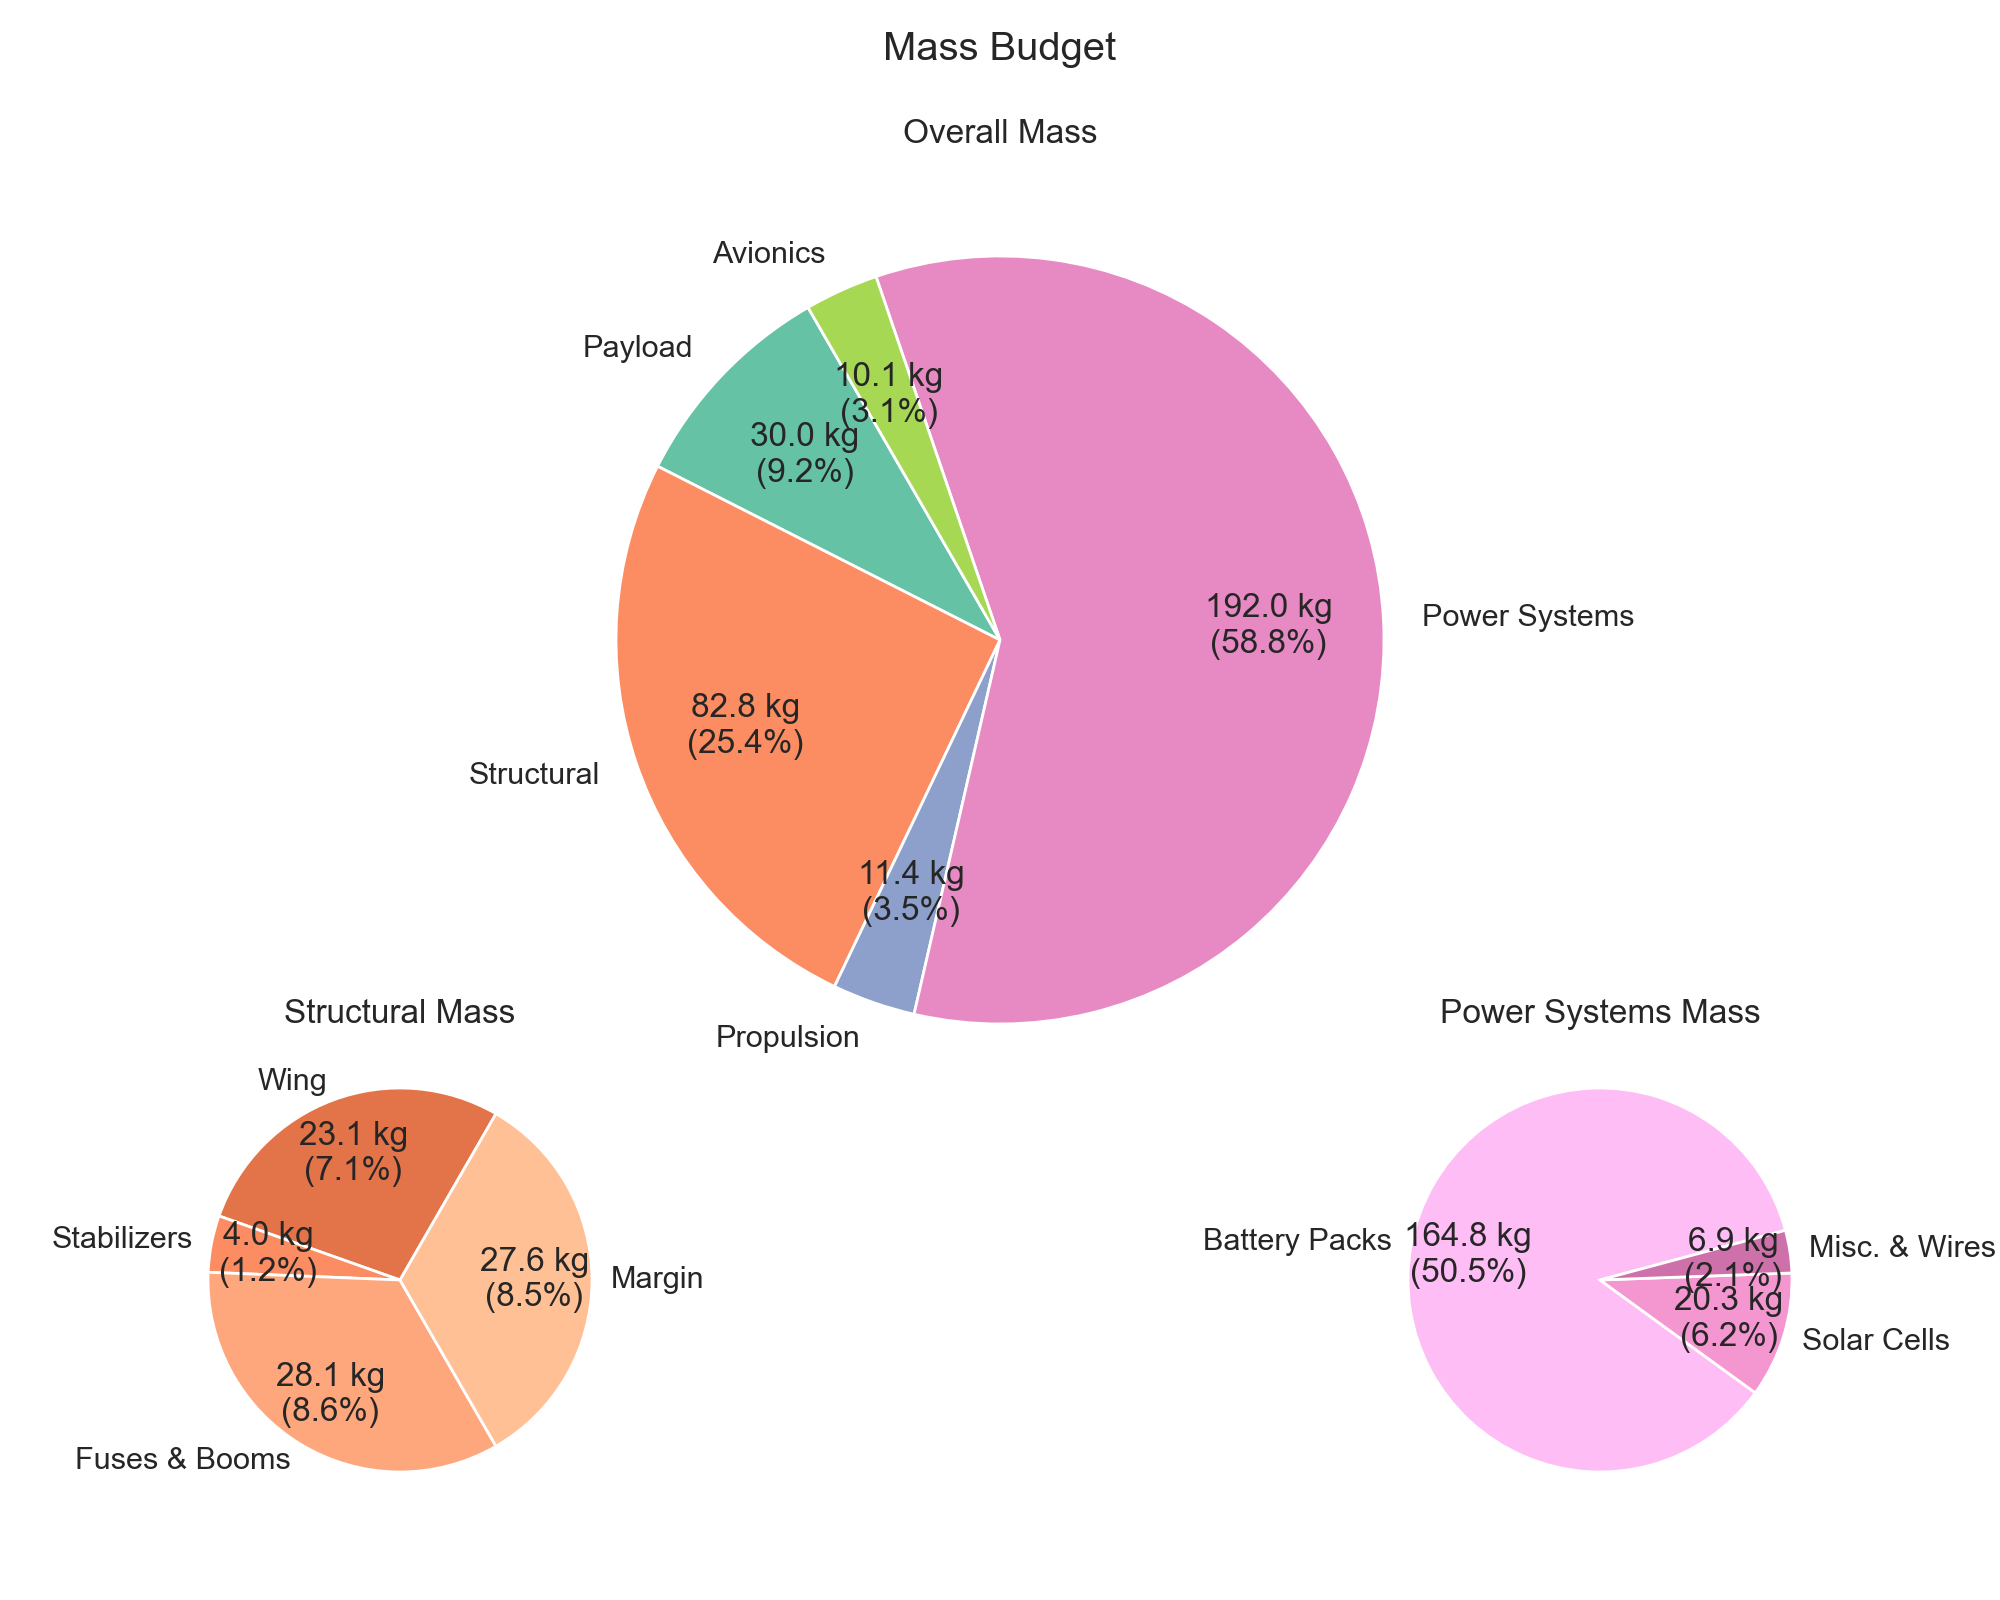 Mass Budget
Overall Mass
Avionics
Payload
10.1 kg
(3.1%)
30.0 kg
(9.2%)
192.0 kg
(58.8%)
Power Systems
82.8 kg
(25.4%)
Structural
11.4 kg
(3.5%)
Propulsion
Structural Mass
Wing
23.1 kg
(7.1%)
Stabilizers
4.0 kg
(1.2%)
27.6 kg
(8.5%)
Margin
28.1 kg
(8.6%)
Fuses & Booms
Power Systems Mass
Battery Packs
164.8 kg
(50.5%)
6.9 kg
(2.1%)
Misc. & Wires
20.3 kg
(6.2%)
Solar Cells